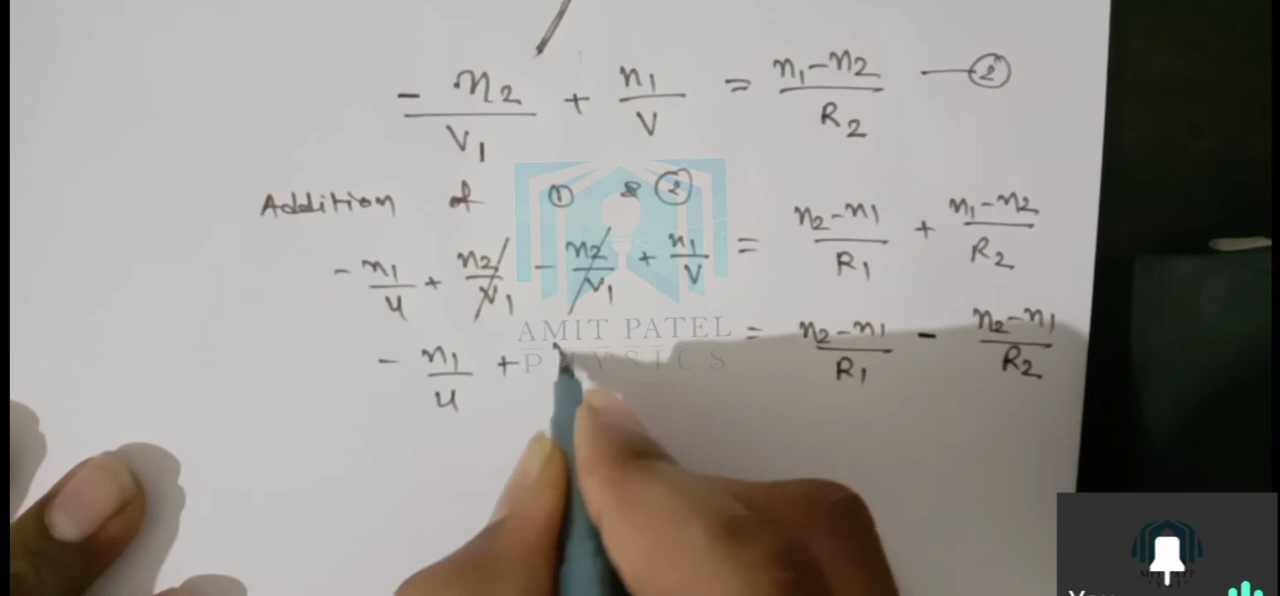 - n2/V1 + n1/V = n1-n2/R2 — ②
Addition of ① & ②
- n1/u + n2/V1 - n2/V1 + n1/V = n2-n1/R1 + n1-n2/R2
- n1/u + = n2-n1/R1 - n2-n1/R2
AMIT PATEL
PHYSICS